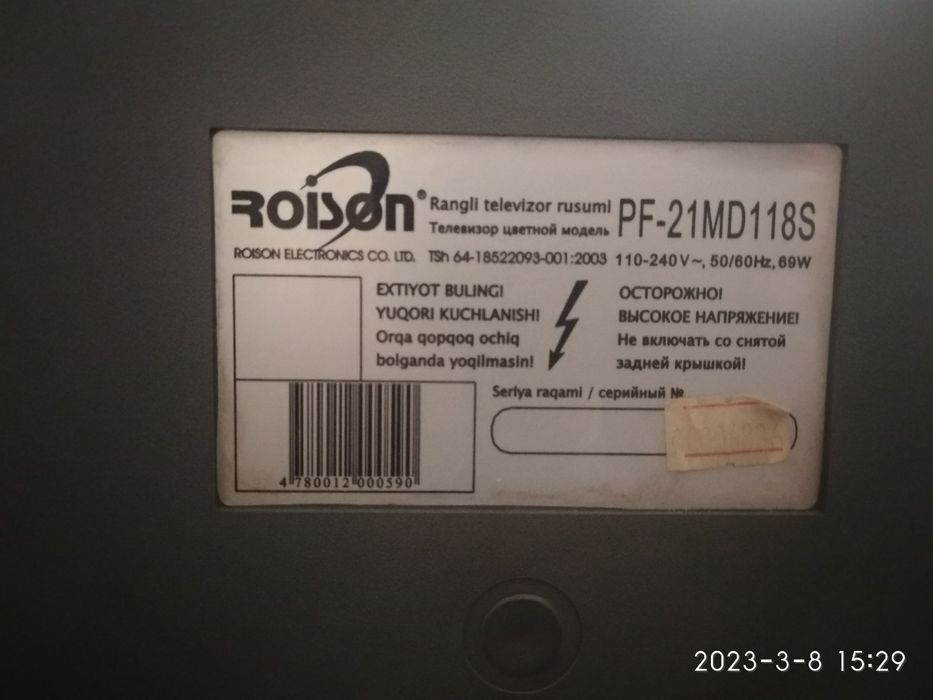 ROISON®
Rangli televizor rusumi
Телевизор цветной модель
PF-21MD118S
ROISON ELECTRONICS CO. LTD. TSh 64-18522093-001:2003 110-240V~, 50/60Hz, 69W
EXTIYOT BULING!
YUQORI KUCHLANISH!
Orqa qopqoq ochiq
bolganda yoqilmasin!
ОСТОРОЖНО!
ВЫСОКОЕ НАПРЯЖЕНИЕ!
Не включать со снятой
задней крышкой!
Seriya raqami / серийный №
4 780012 000590
2023-3-8 15:29